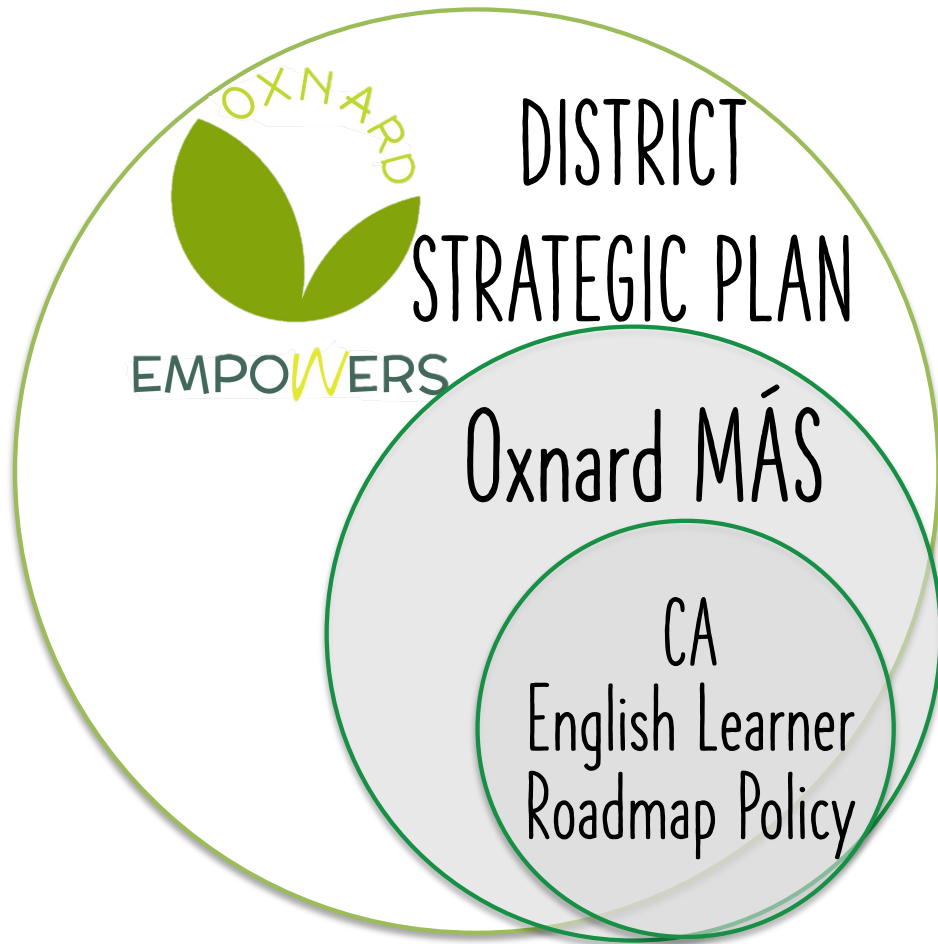 OXNARD
EMPOWERS
DISTRICT
STRATEGIC PLAN
Oxnard MÁS
CA
English Learner
Roadmap Policy